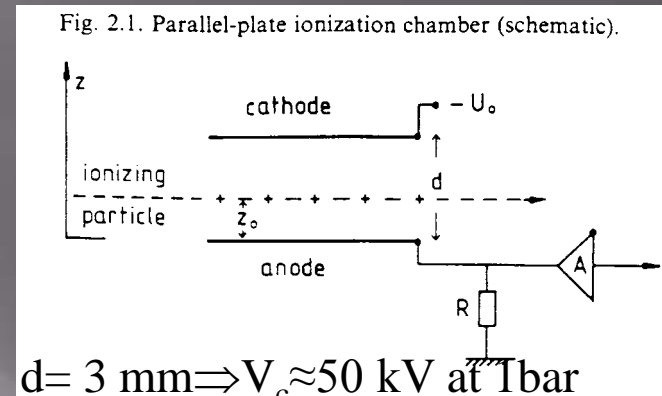 Fig. 2.1. Parallel-plate ionization chamber (schematic).
z
cathode
- U₀
ionizing
d
particle
z₀
anode
A
R
d= 3 mm⇒Vc≈50 kV at 1bar